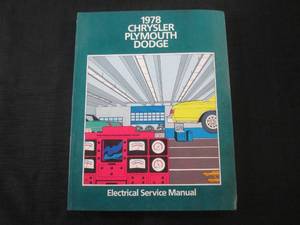 1978
CHRYSLER
PLYMOUTH
DODGE
Electrical Service Manual